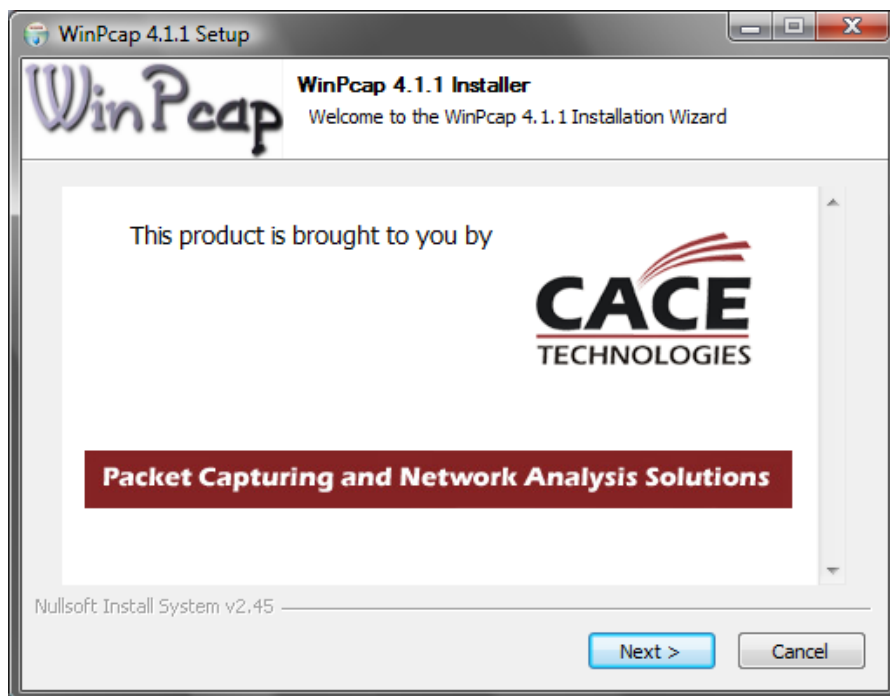 WinPcap 4.1.1 Setup
WinPcap
WinPcap 4.1.1 Installer
Welcome to the WinPcap 4.1.1 Installation Wizard
This product is brought to you by
CACE
TECHNOLOGIES
Packet Capturing and Network Analysis Solutions
Nullsoft Install System v2.45
Next >
Cancel